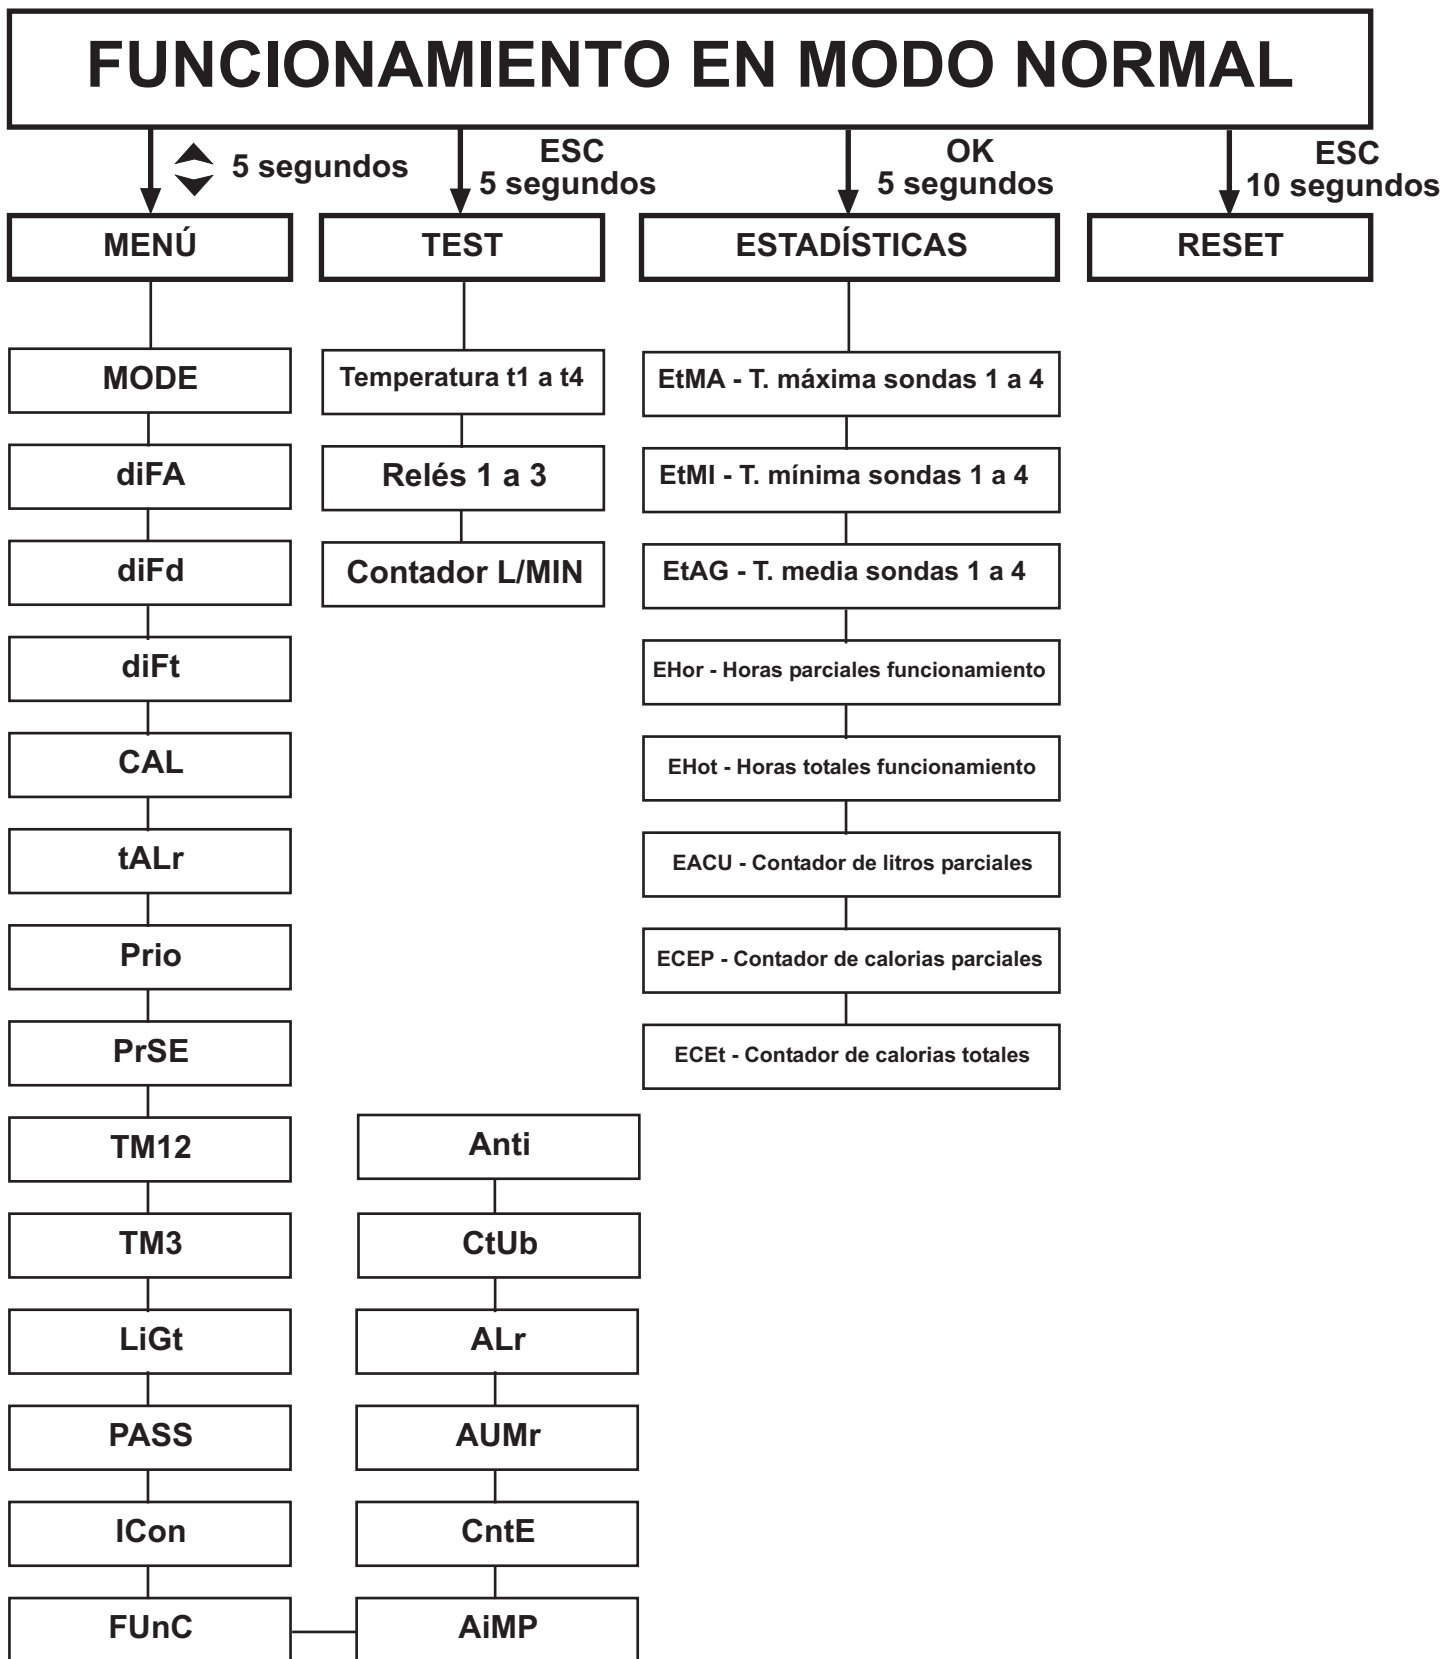 FUNCIONAMIENTO EN MODO NORMAL
5 segundos
ESC
5 segundos
OK
5 segundos
ESC
10 segundos
MENÚ
TEST
ESTADÍSTICAS
RESET
MODE
diFA
diFd
diFt
CAL
tALr
Prio
PrSE
TM12
TM3
LiGt
PASS
ICon
FUnC
Temperatura t1 a t4
Relés 1 a 3
Contador L/MIN
EtMA - T. máxima sondas 1 a 4
EtMI - T. mínima sondas 1 a 4
EtAG - T. media sondas 1 a 4
EHor - Horas parciales funcionamiento
EHot - Horas totales funcionamiento
EACU - Contador de litros parciales
ECEP - Contador de calorias parciales
ECEt - Contador de calorias totales
Anti
CtUb
ALr
AUMr
CntE
AiMP